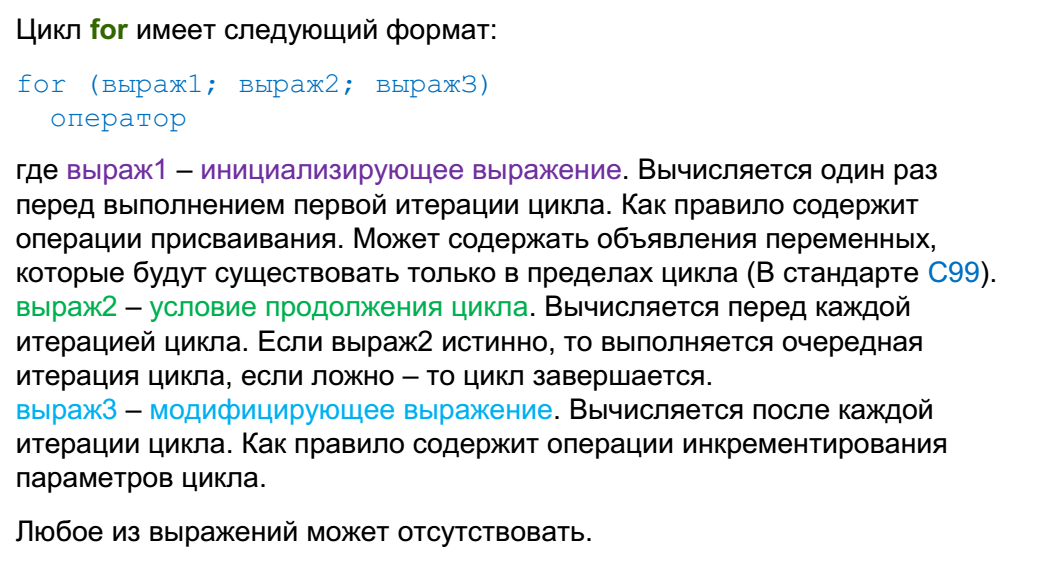 Цикл for имеет следующий формат:
for (выраж1; выраж2; выраж3)
оператор
где выраж1 – инициализирующее выражение. Вычисляется один раз
перед выполнением первой итерации цикла. Как правило содержит
операции присваивания. Может содержать объявления переменных,
которые будут существовать только в пределах цикла (В стандарте C99).
выраж2 – условие продолжения цикла. Вычисляется перед каждой
итерацией цикла. Если выраж2 истинно, то выполняется очередная
итерация цикла, если ложно – то цикл завершается.
выраж3 – модифицирующее выражение. Вычисляется после каждой
итерации цикла. Как правило содержит операции инкрементирования
параметров цикла.
Любое из выражений может отсутствовать.